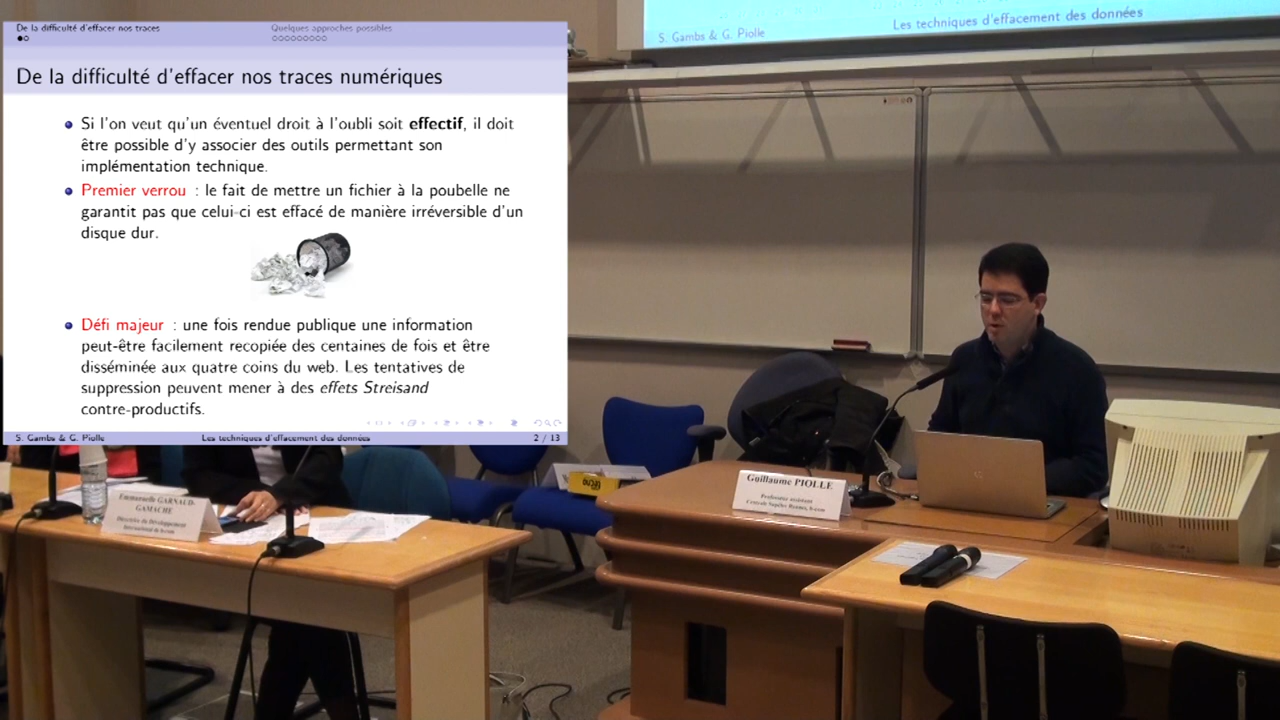 De la difficulté d'effacer nos traces
Quelques approches possibles
De la difficulté d'effacer nos traces numériques
Si l'on veut qu'un éventuel droit à l'oubli soit effectif, il doit
être possible d'y associer des outils permettant son
implémentation technique.
Premier verrou : le fait de mettre un fichier à la poubelle ne
garantit pas que celui-ci est effacé de manière irréversible d'un
disque dur.
Défi majeur : une fois rendue publique une information
peut-être facilement recopiée des centaines de fois et être
disséminée aux quatre coins du web. Les tentatives de
suppression peuvent mener à des effets Streisand
contre-productifs.
S. Gambs & G. Piolle
Les techniques d'effacement des données
2 / 13
S. Gambs & G. Piolle
Les techniques d'effacement des données
Emmanuelle GARNAUD-
GAMACHE
Directrice du Développement
International
Guillaume PIOLLE
Professeur assistant